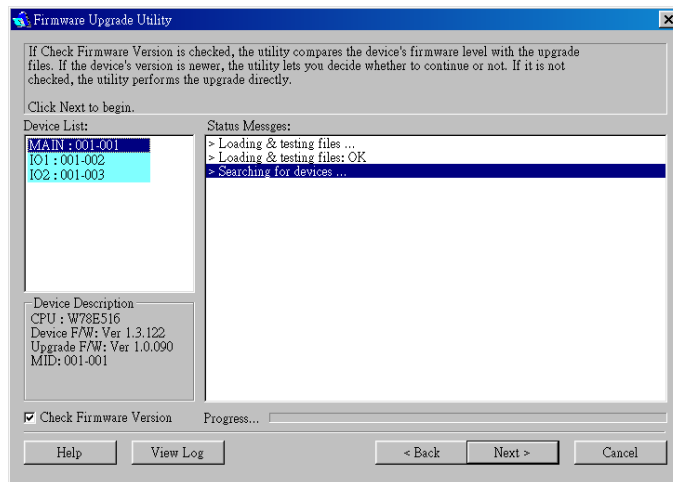 Firmware Upgrade Utility
If Check Firmware Version is checked, the utility compares the device's firmware level with the upgrade
files. If the device's version is newer, the utility lets you decide whether to continue or not. If it is not
checked, the utility performs the upgrade directly.
Click Next to begin.
Device List:
MAIN : 001-001
IO1 : 001-002
IO2 : 001-003
Status Messges:
> Loading & testing files ...
> Loading & testing files: OK
> Searching for devices ...
Device Description
CPU : W78E516
Device F/W: Ver 1.3.122
Upgrade F/W: Ver 1.0.090
MID: 001-001
Check Firmware Version
Progress...
Help
View Log
< Back
Next >
Cancel